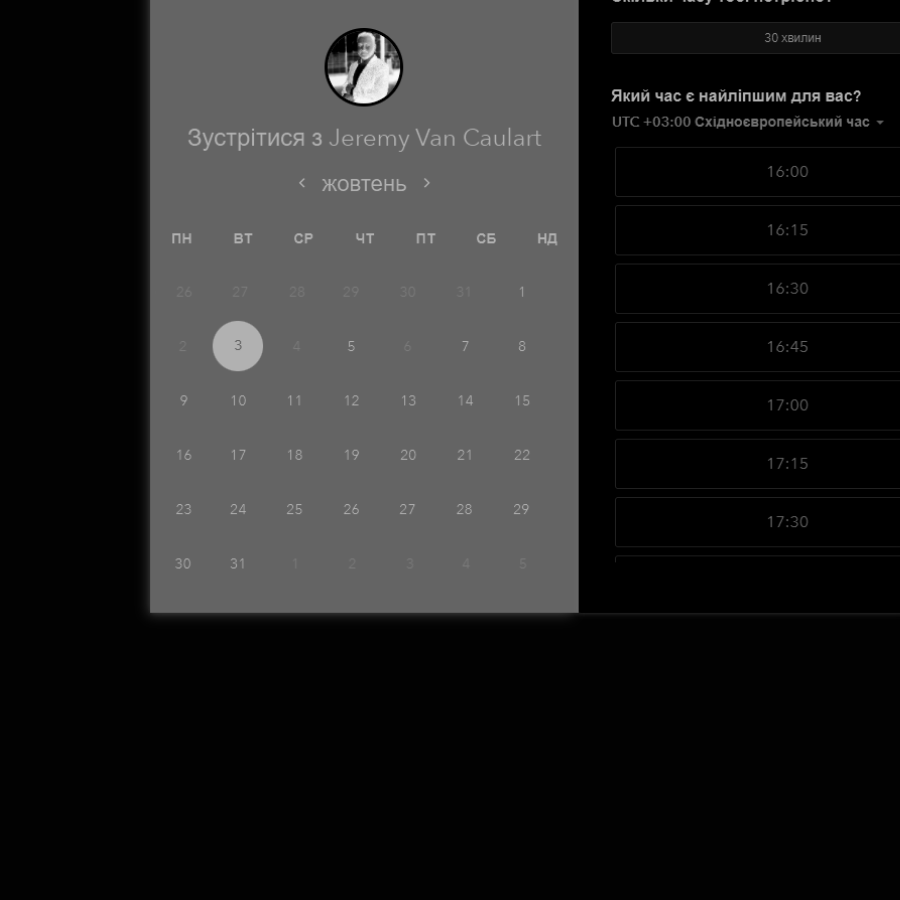 Зустрітися з Jeremy Van Caulart
жовтень
ПН ВТ СР ЧТ ПТ СБ НД
26 27 28 29 30 31 1
2 3 4 5 6 7 8
9 10 11 12 13 14 15
16 17 18 19 20 21 22
23 24 25 26 27 28 29
30 31 1 2 3 4 5
30 хвилин
Який час є найліпшим для вас?
UTC +03:00 Східноєвропейський час
16:00
16:15
16:30
16:45
17:00
17:15
17:30